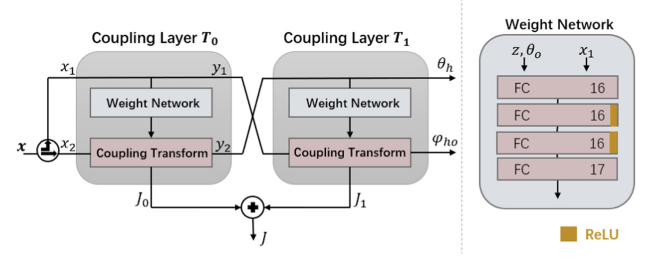 Coupling Layer T₀
Coupling Layer T₁
Weight Network
x₁
y₁
θₕ
z, θₒ
x₁
Weight Network
Weight Network
FC 16
FC 16
x
x₂
Coupling Transform
y₂
Coupling Transform
φₕₒ
FC 16
FC 17
J₀
J₁
J
ReLU